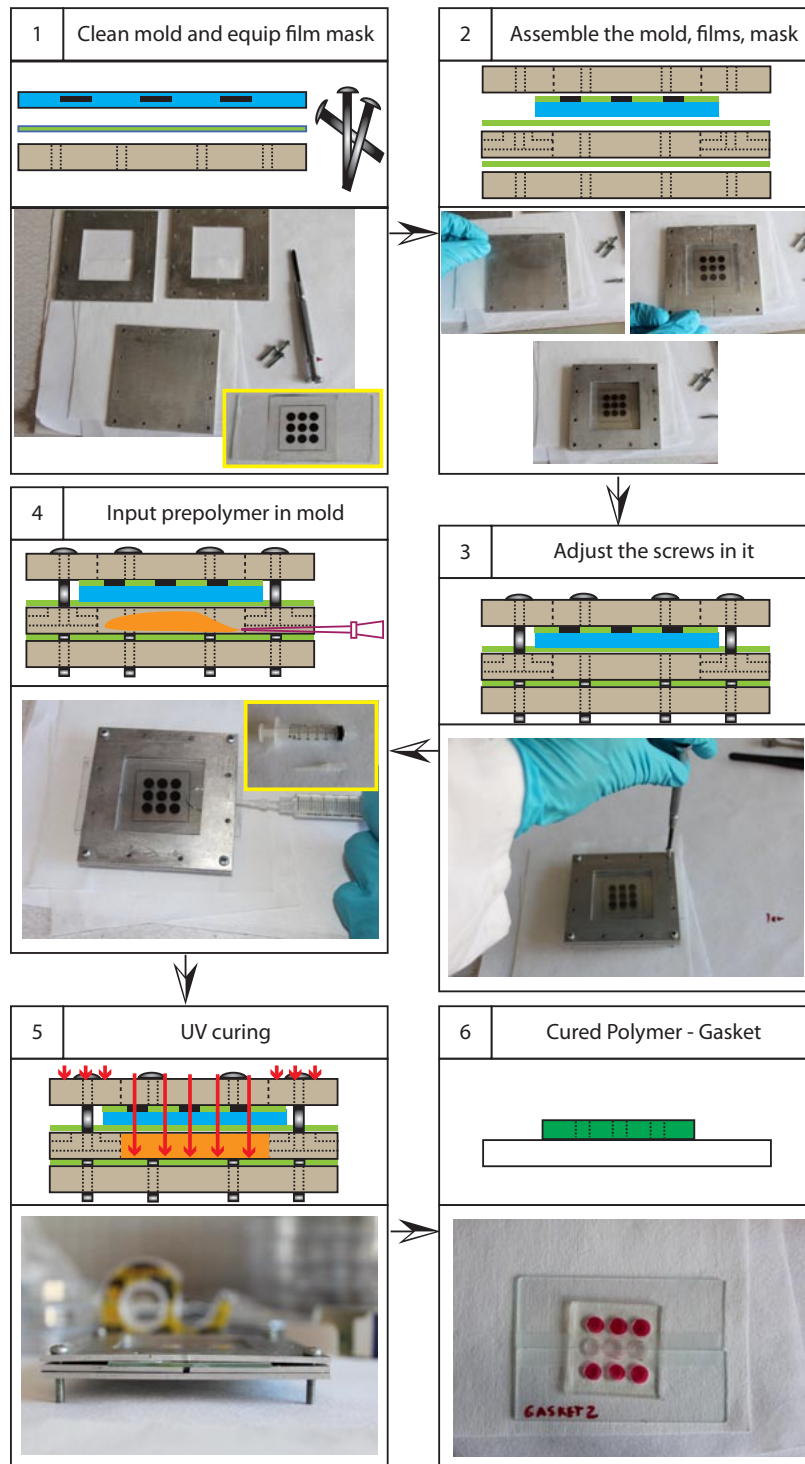 1 Clean mold and equip film mask
2 Assemble the mold, films, mask
4 Input prepolymer in mold
3 Adjust the screws in it
5 UV curing
6 Cured Polymer - Gasket
GASKET2